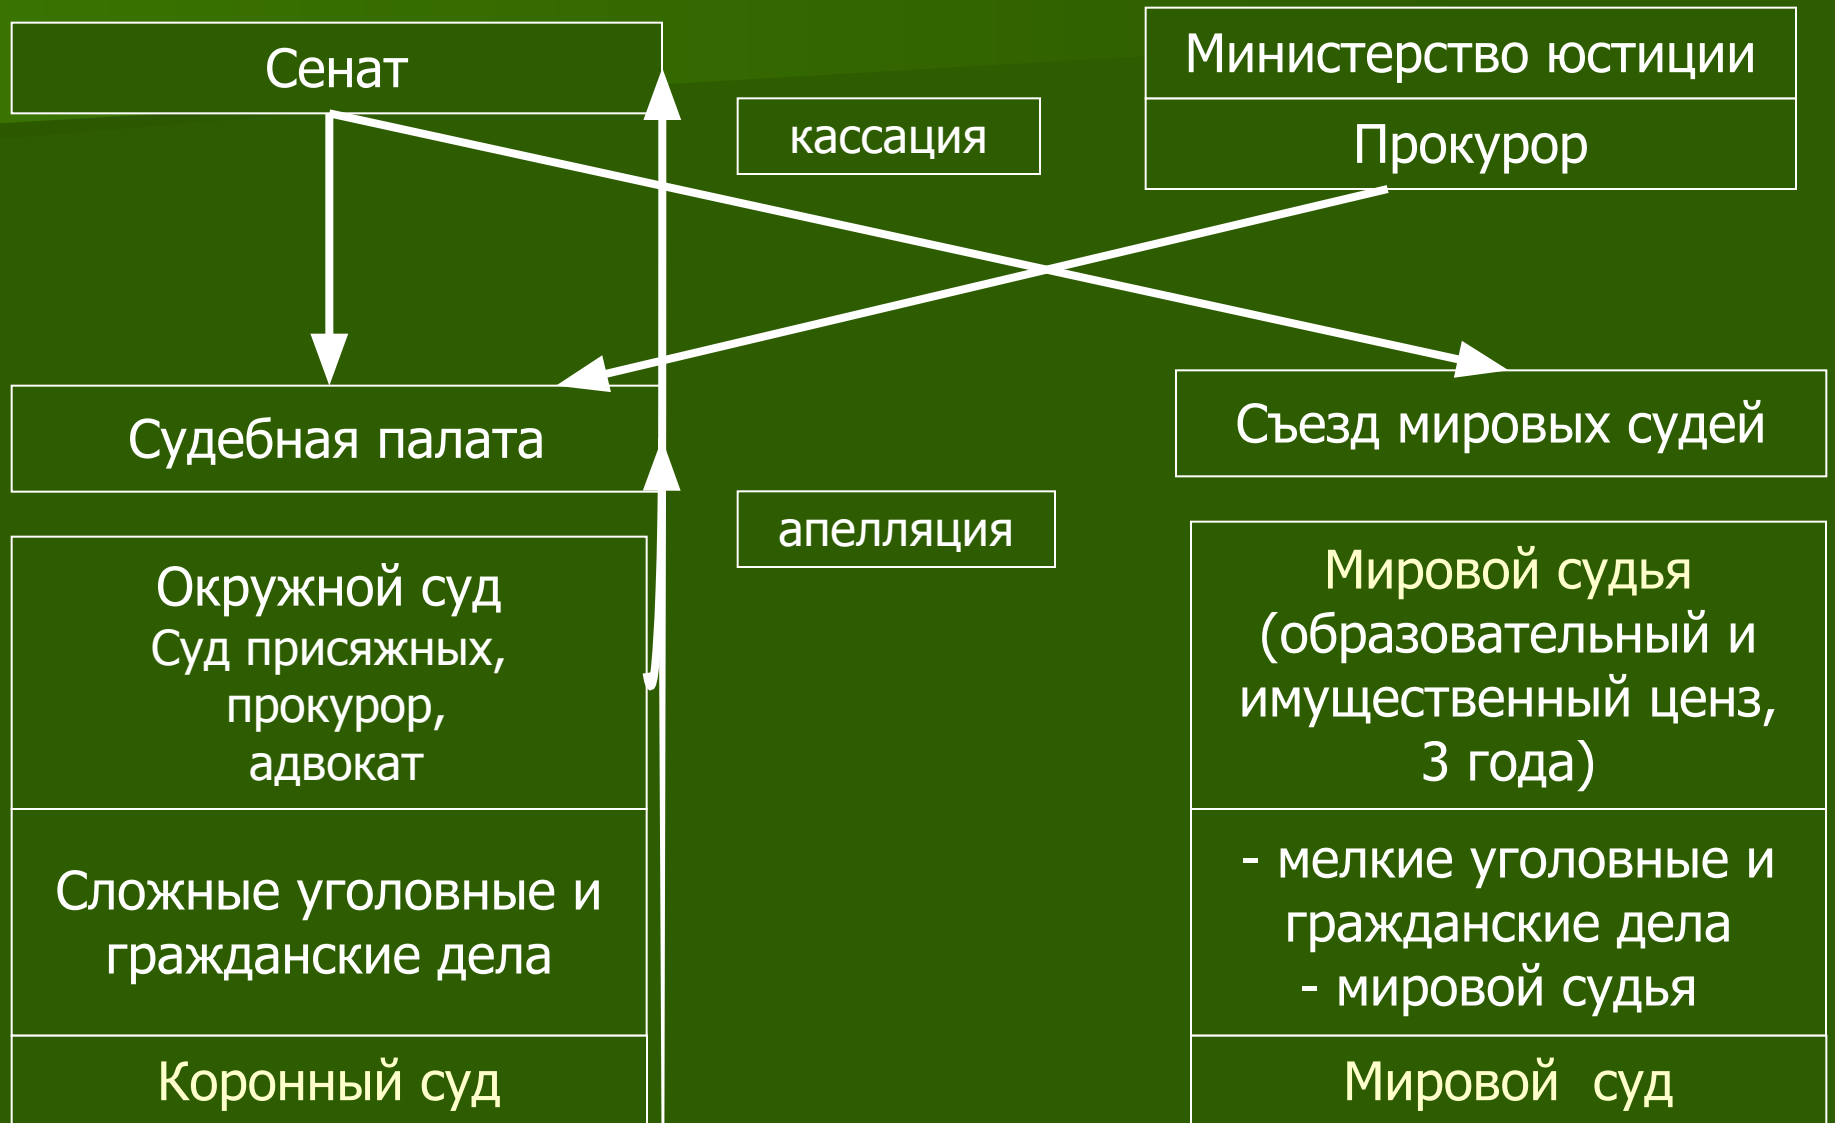 Сенат
Министерство юстиции
кассация
Прокурор
Судебная палата
Съезд мировых судей
апелляция
Окружной суд
Суд присяжных,
прокурор,
адвокат
Мировой судья
(образовательный и
имущественный ценз,
3 года)
Сложные уголовные и
гражданские дела
- мелкие уголовные и
гражданские дела
- мировой судья
Коронный суд
Мировой суд